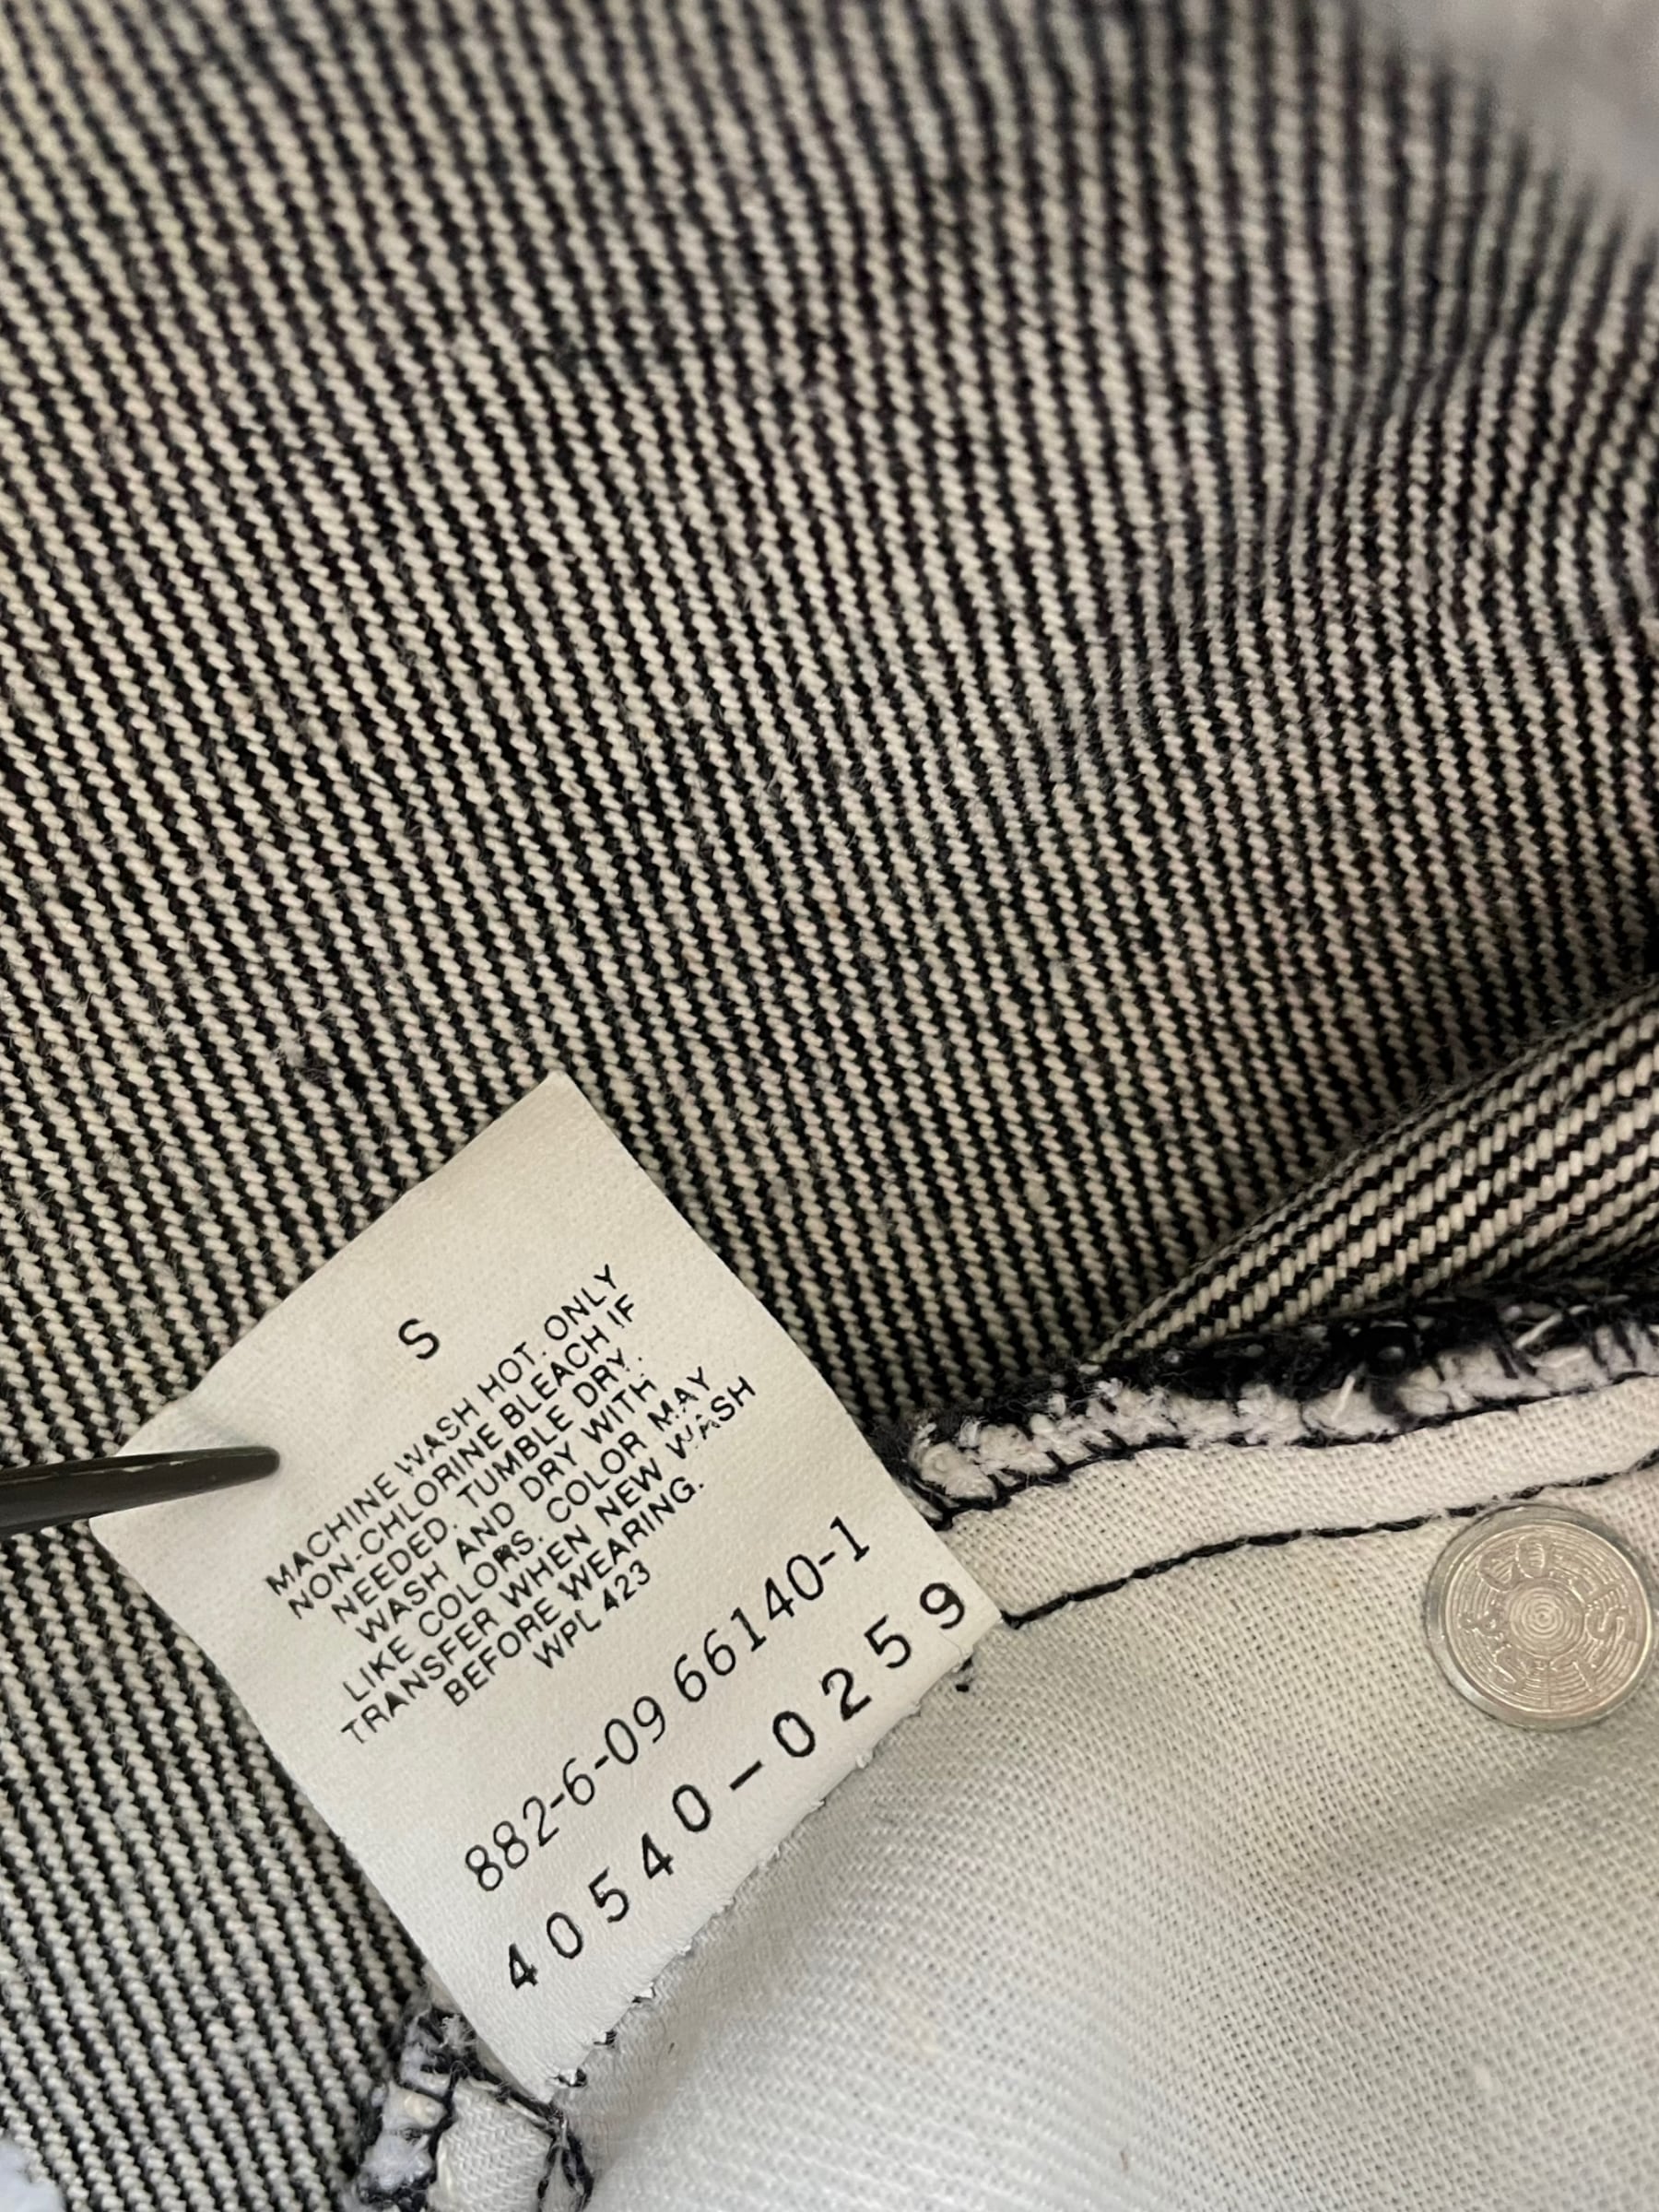 S
MACHINE WASH HOT. ONLY
NON-CHLORINE BLEACH IF
NEEDED. TUMBLE DRY.
WASH AND DRY WITH
LIKE COLORS. COLOR MAY
TRANSFER WHEN NEW WASH
BEFORE WEARING.
WPL 423
882-6-09 66140-1
40540-0259